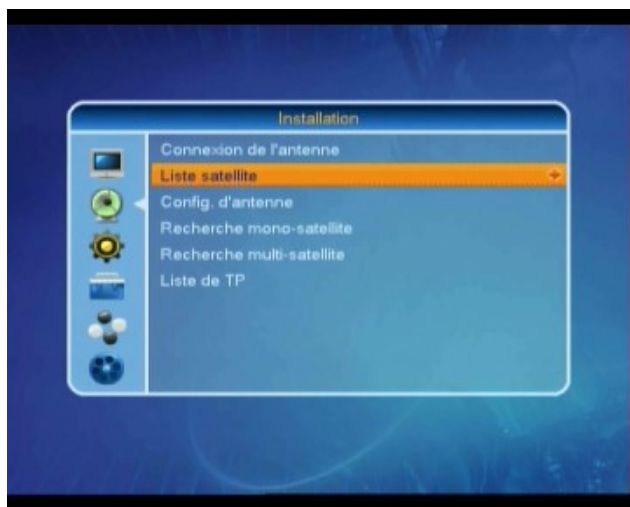 Installation
Connexion de l'antenne
Liste satellite
Config. d'antenne
Recherche mono-satellite
Recherche multi-satellite
Liste de TP